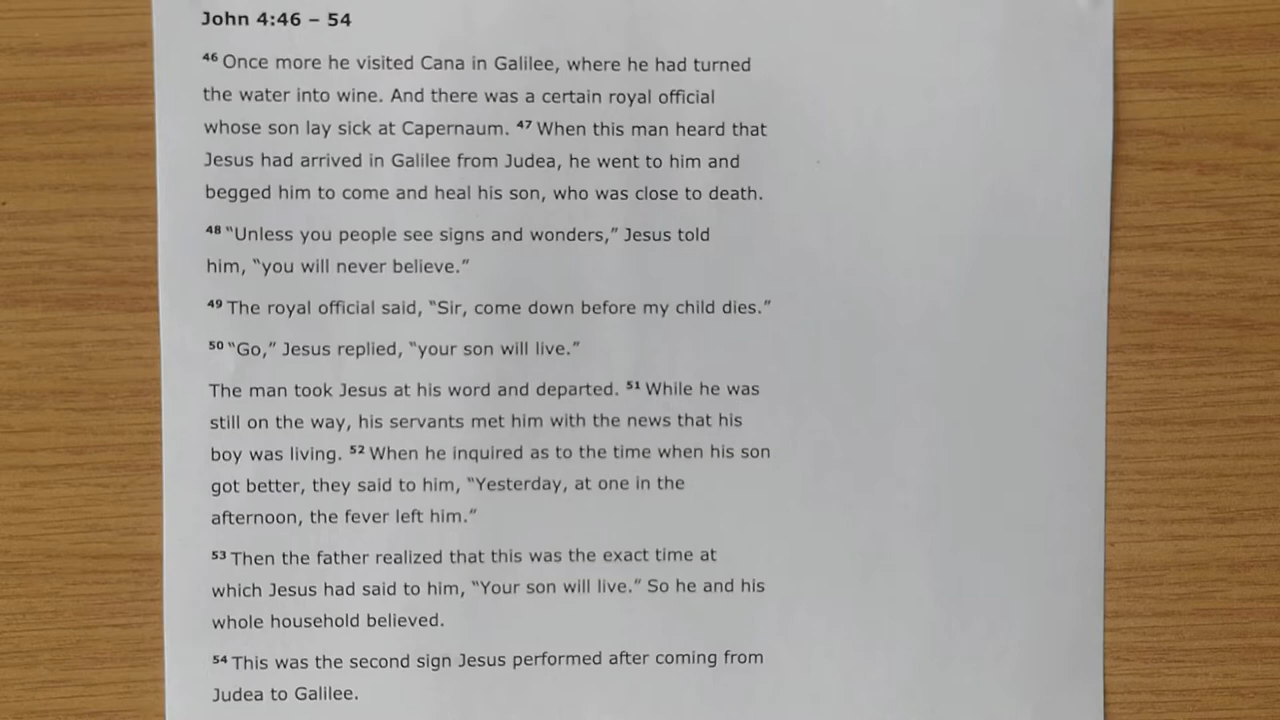 John 4:46 – 54
46 Once more he visited Cana in Galilee, where he had turned
the water into wine. And there was a certain royal official
whose son lay sick at Capernaum. 47 When this man heard that
Jesus had arrived in Galilee from Judea, he went to him and
begged him to come and heal his son, who was close to death.
48 “Unless you people see signs and wonders,” Jesus told
him, “you will never believe.”
49 The royal official said, “Sir, come down before my child dies.”
50 “Go,” Jesus replied, “your son will live.”
The man took Jesus at his word and departed. 51 While he was
still on the way, his servants met him with the news that his
boy was living. 52 When he inquired as to the time when his son
got better, they said to him, “Yesterday, at one in the
afternoon, the fever left him.”
53 Then the father realized that this was the exact time at
which Jesus had said to him, “Your son will live.” So he and his
whole household believed.
54 This was the second sign Jesus performed after coming from
Judea to Galilee.